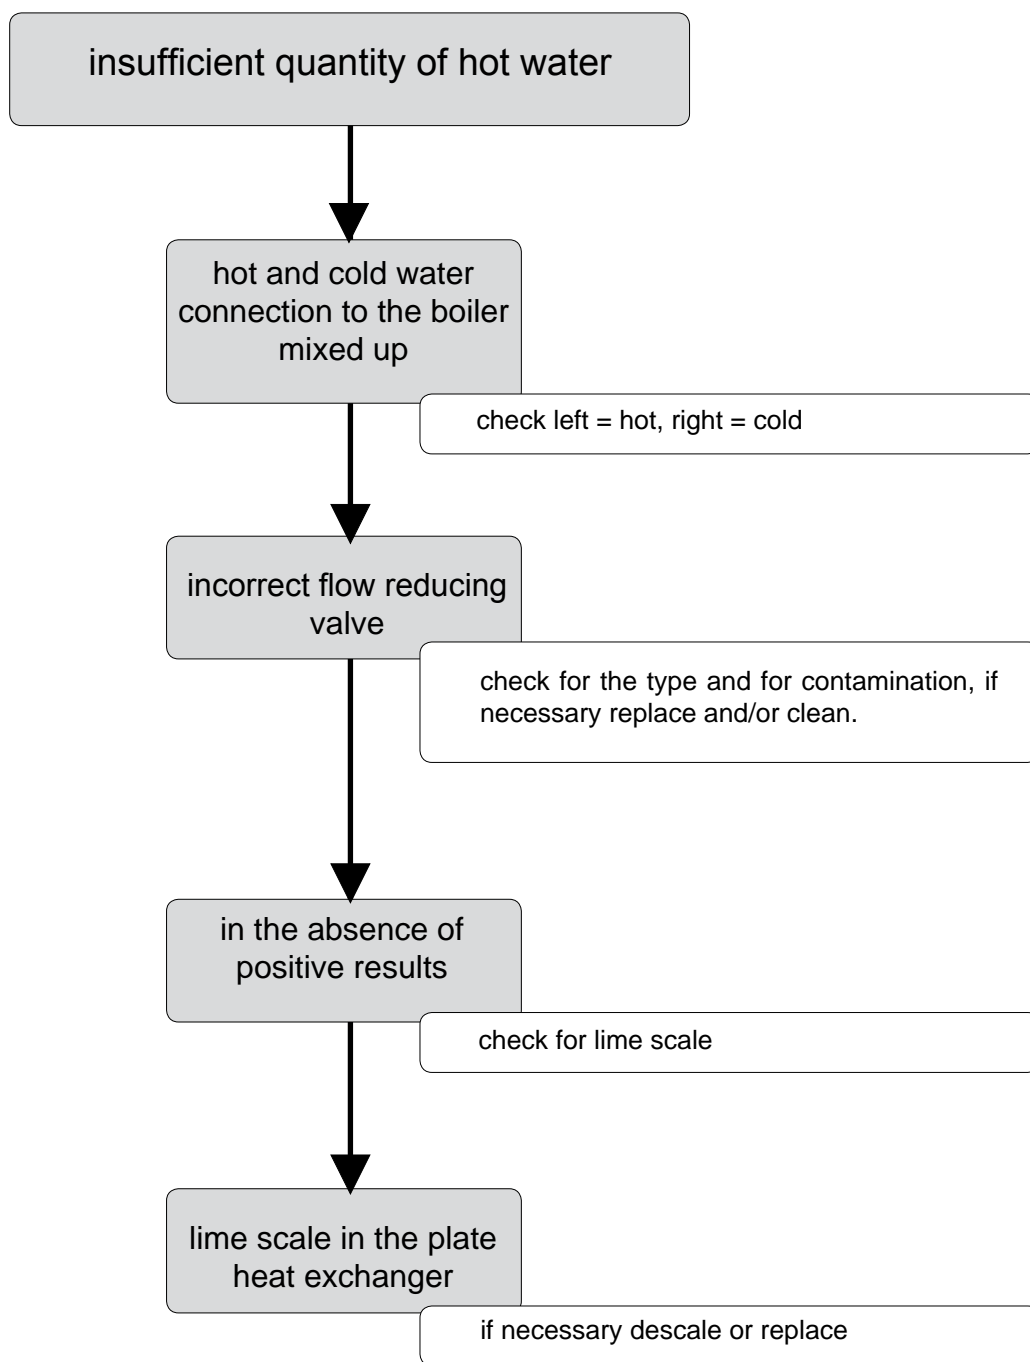 insufficient quantity of hot water
hot and cold water
connection to the boiler
mixed up
check left = hot, right = cold
incorrect flow reducing
valve
check for the type and for contamination, if
necessary replace and/or clean.
in the absence of
positive results
check for lime scale
lime scale in the plate
heat exchanger
if necessary descale or replace